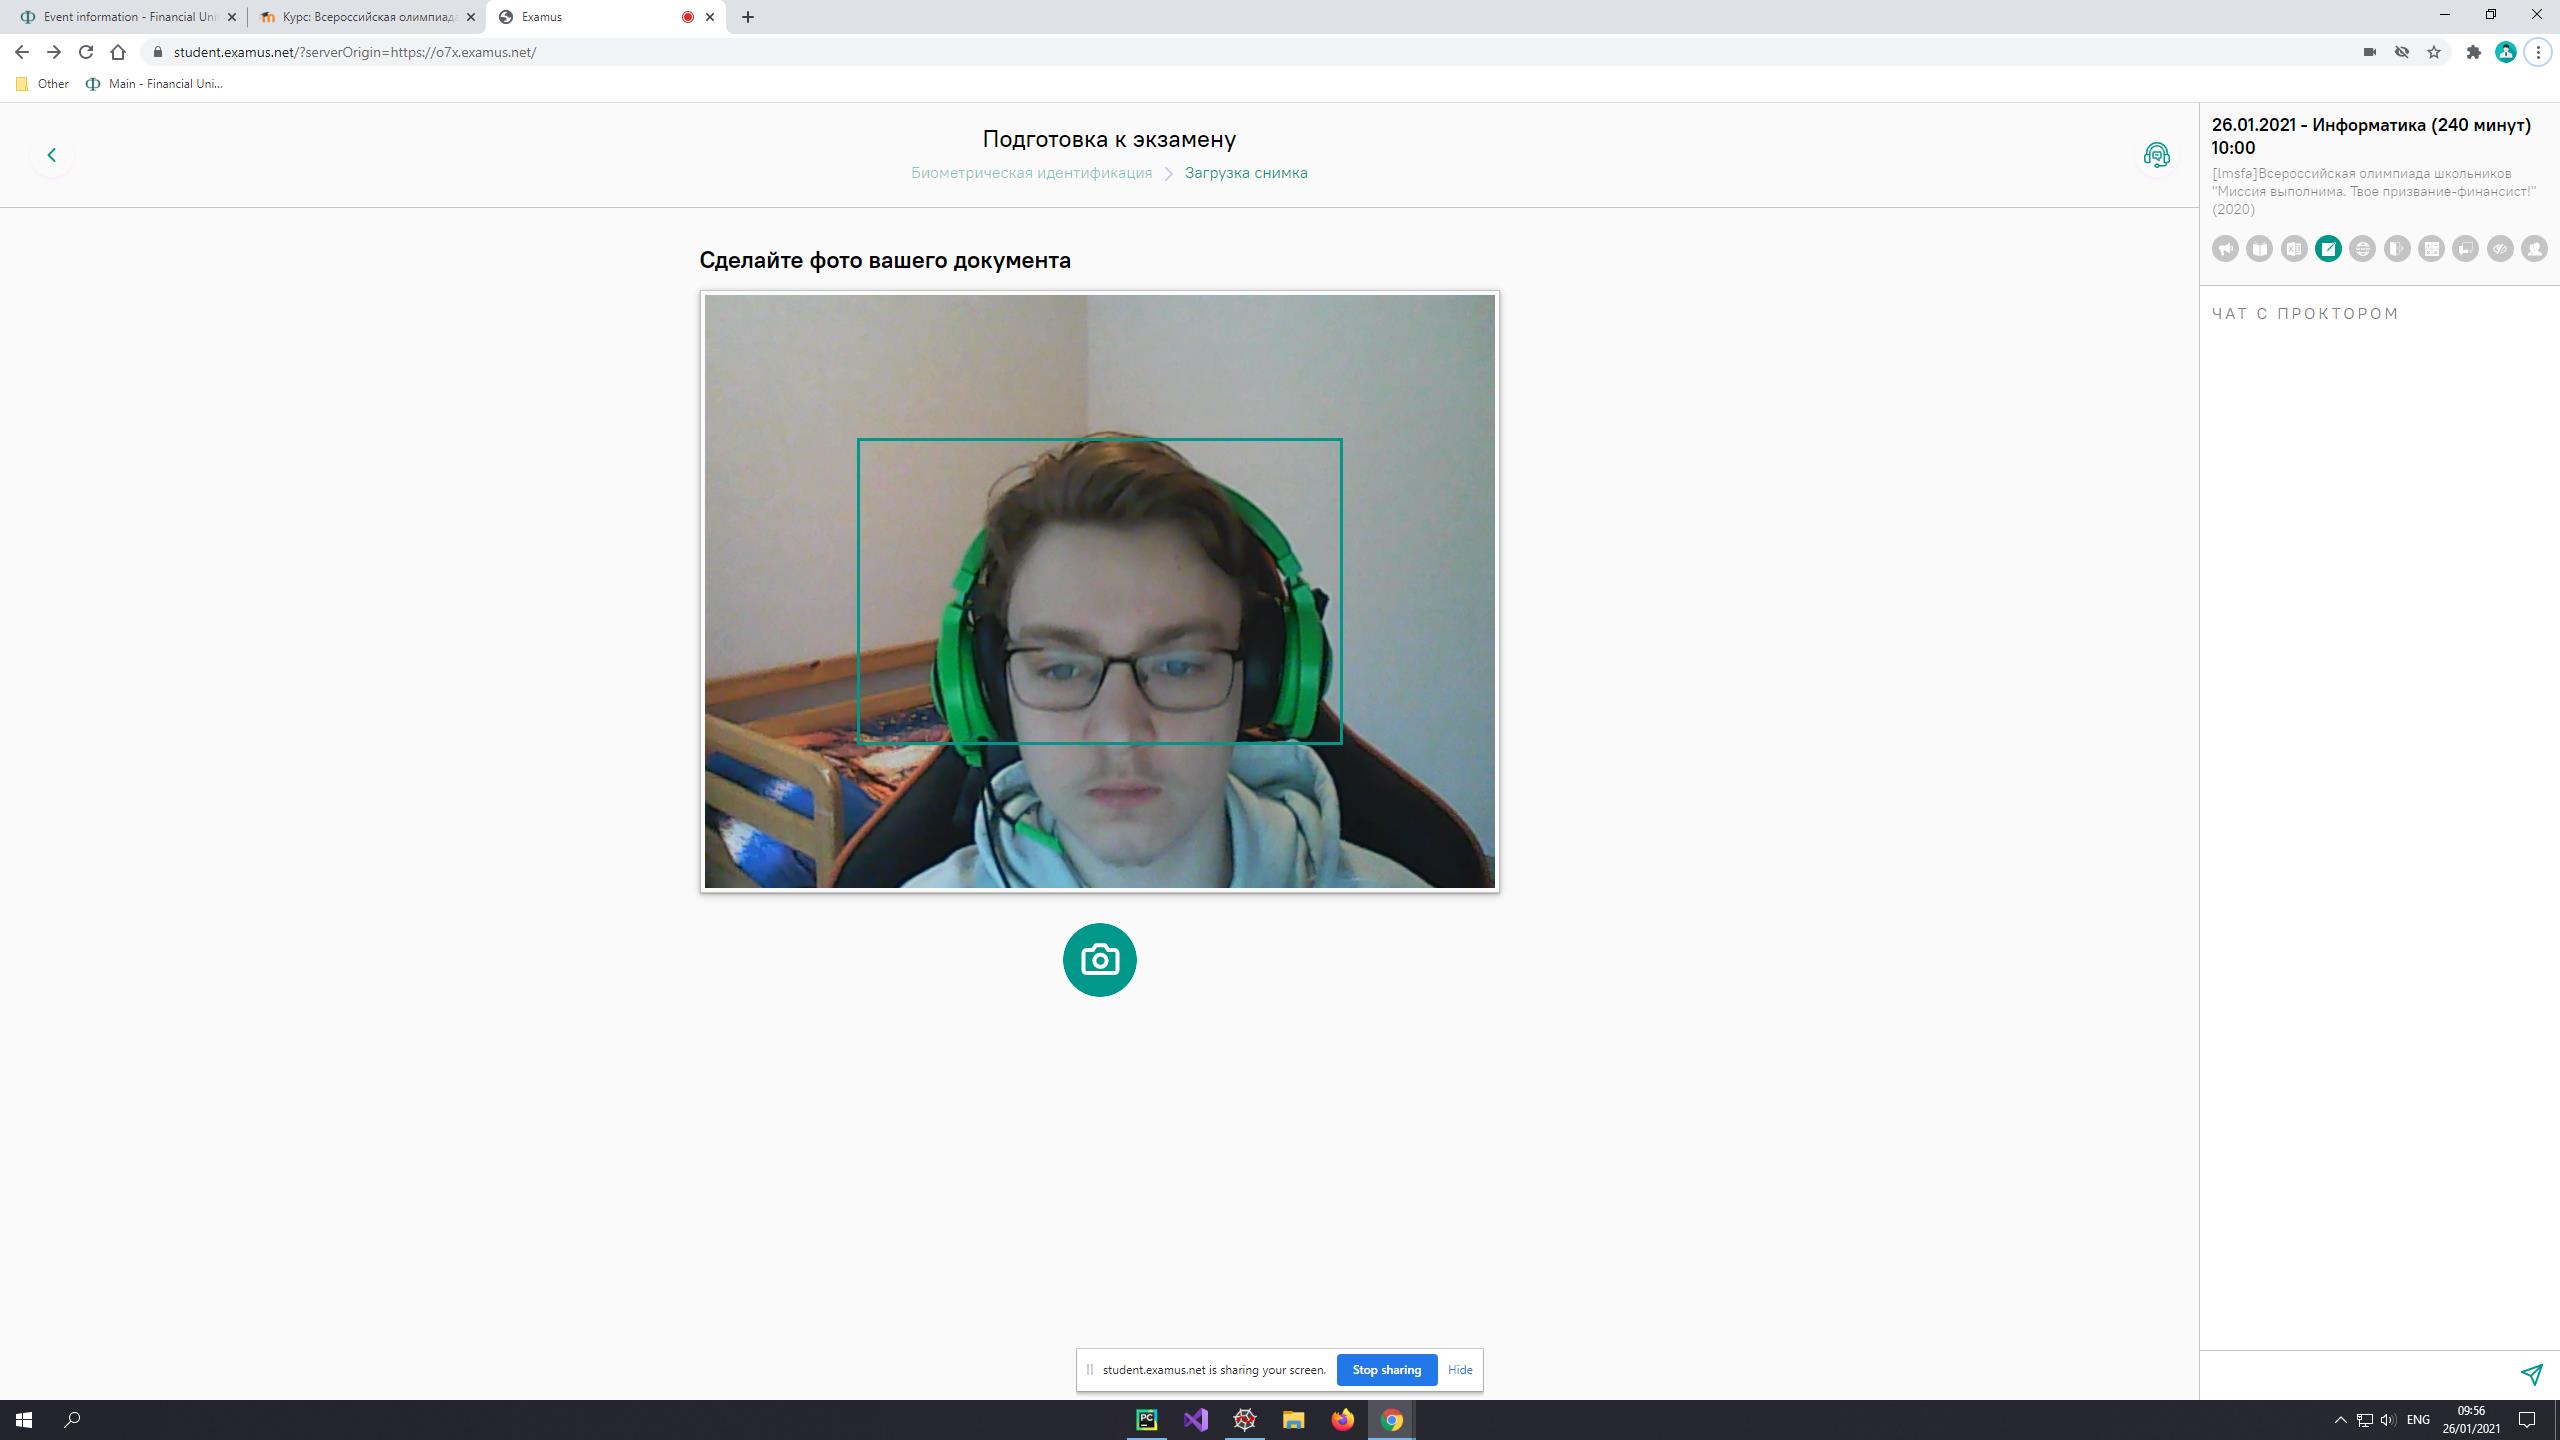 Event information - Financial Uni
Курс: Всероссийская олимпиада
Examus
student.examus.net/?serverOrigin=https://o7x.examus.net/
Other
Main - Financial Uni...
Подготовка к экзамену
Биометрическая идентификация
Загрузка снимка
Сделайте фото вашего документа
26.01.2021 - Информатика (240 минут)
10:00
[lmsfa]Всероссийская олимпиада школьников
"Миссия выполнима. Твое призвание-финансист!"
(2020)
ЧАТ С ПРОКТОРОМ
student.examus.net is sharing your screen.
Stop sharing
Hide
PC
ENG
09:56
26/01/2021